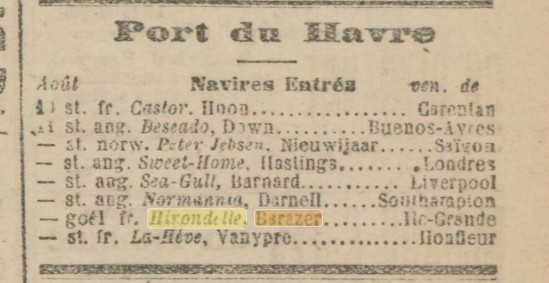 Port du Havre
Août Navires Entrés ven. de
st. fr. Castor. Hoon.................. Carentan
st. ang. Deseado, Down...........Buenos-Ayres
— st. norw. Peter Jebsen, Nieuwijaar......Saïgon
— st. ang. Sweet-Home, Hastings.......Londres
— st. ang. Sea-Gull, Barnard...........Liverpool
— st. ang. Normannia, Darnell......Southampton
— goël fr. Hirondelle. Barazer.........Ile-Grande
— st. fr. La-Hève, Vanypre.............Honfleur